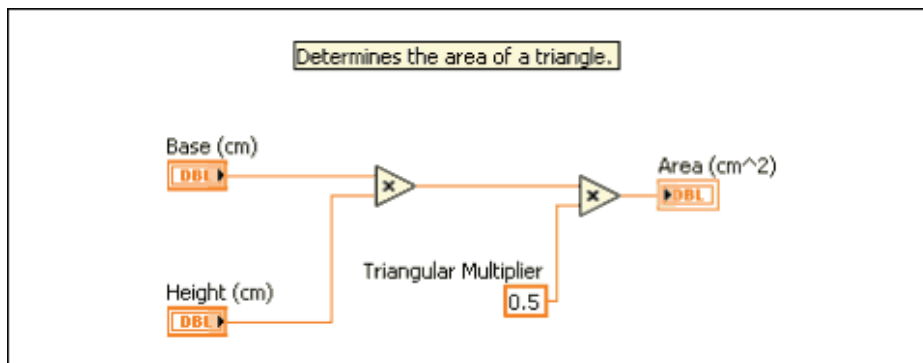 Determines the area of a triangle.
Base (cm)
DBL
×
×
Area (cm^2)
DBL
Triangular Multiplier
0.5
Height (cm)
DBL